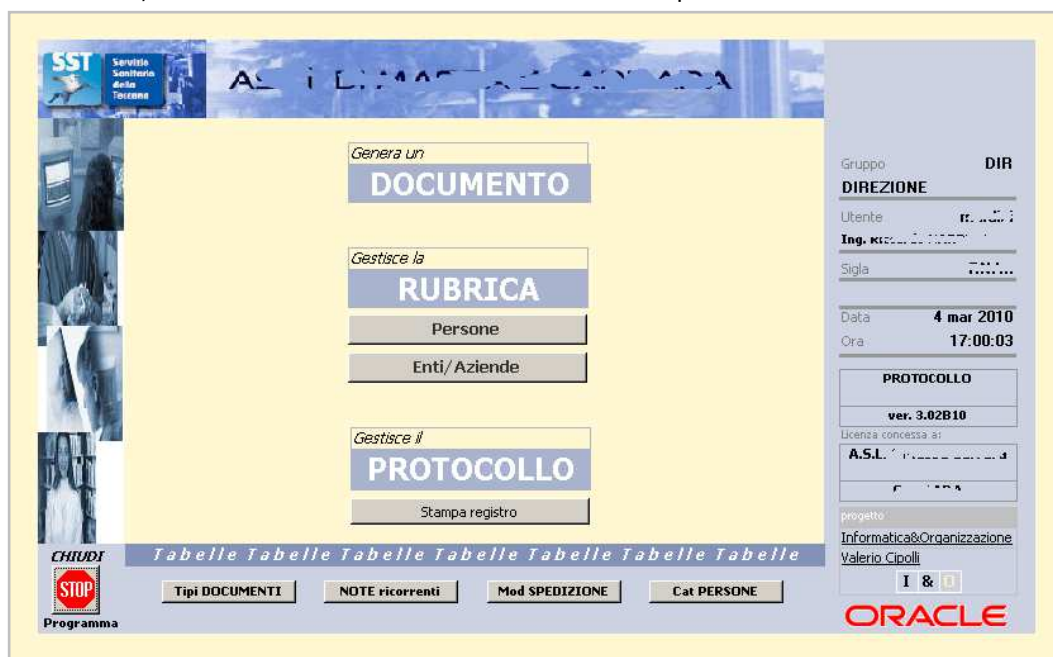 SST Servizio
Sanitario
della
Toscana
Genera un
DOCUMENTO
Gestisce la
RUBRICA
Persone
Enti/Aziende
Gestisce il
PROTOCOLLO
Stampa registro
Tabelle Tabelle Tabelle Tabelle Tabelle Tabelle Tabelle
Tipi DOCUMENTI NOTE ricorrenti Mod SPEDIZIONE Cat PERSONE
CHIUDI
STOP
Programma
Gruppo DIR
DIREZIONE
Utente
Ing.
Sigla
Data 4 mar 2010
Ora 17:00:03
PROTOCOLLO
ver. 3.02B10
Licenza concessa a:
A.S.L.
progetto
Informatica&Organizzazione
Valerio Cipolli
I & O
ORACLE